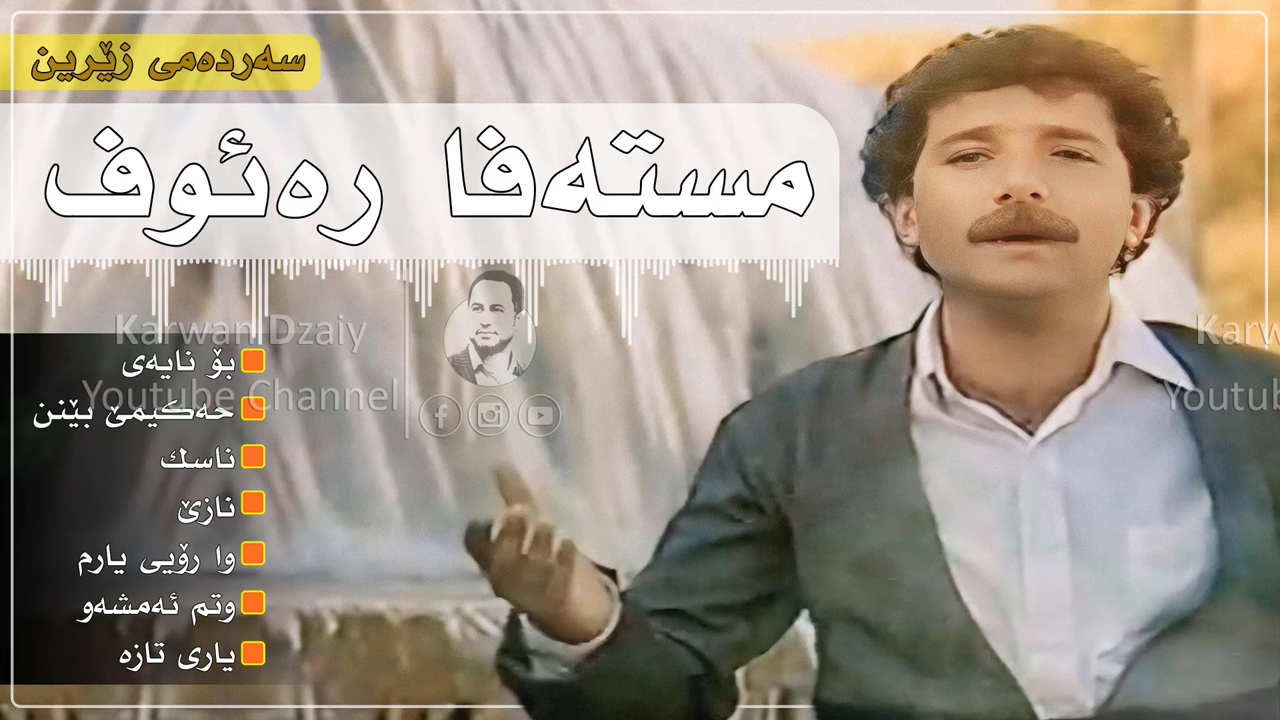 سەردەمی زێرین
مستەفا رەئوف
Karwan Dzaiy
Youtube Channel
Karw
Youtub
بۆ نایەی
حەکیمێ بێنن
ناسك
نازێ
وا رۆیی یارم
وتم ئەمشەو
یاری تازە